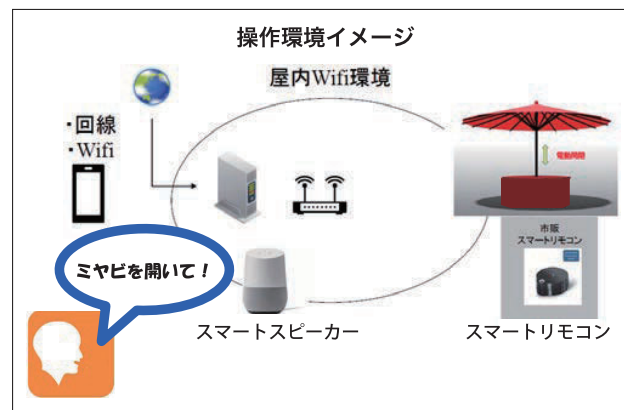 操作環境イメージ
屋内Wifi環境
・回線
・Wifi
電動開閉
ミヤビを開いて!
市販
スマートリモコン
スマートスピーカー
スマートリモコン